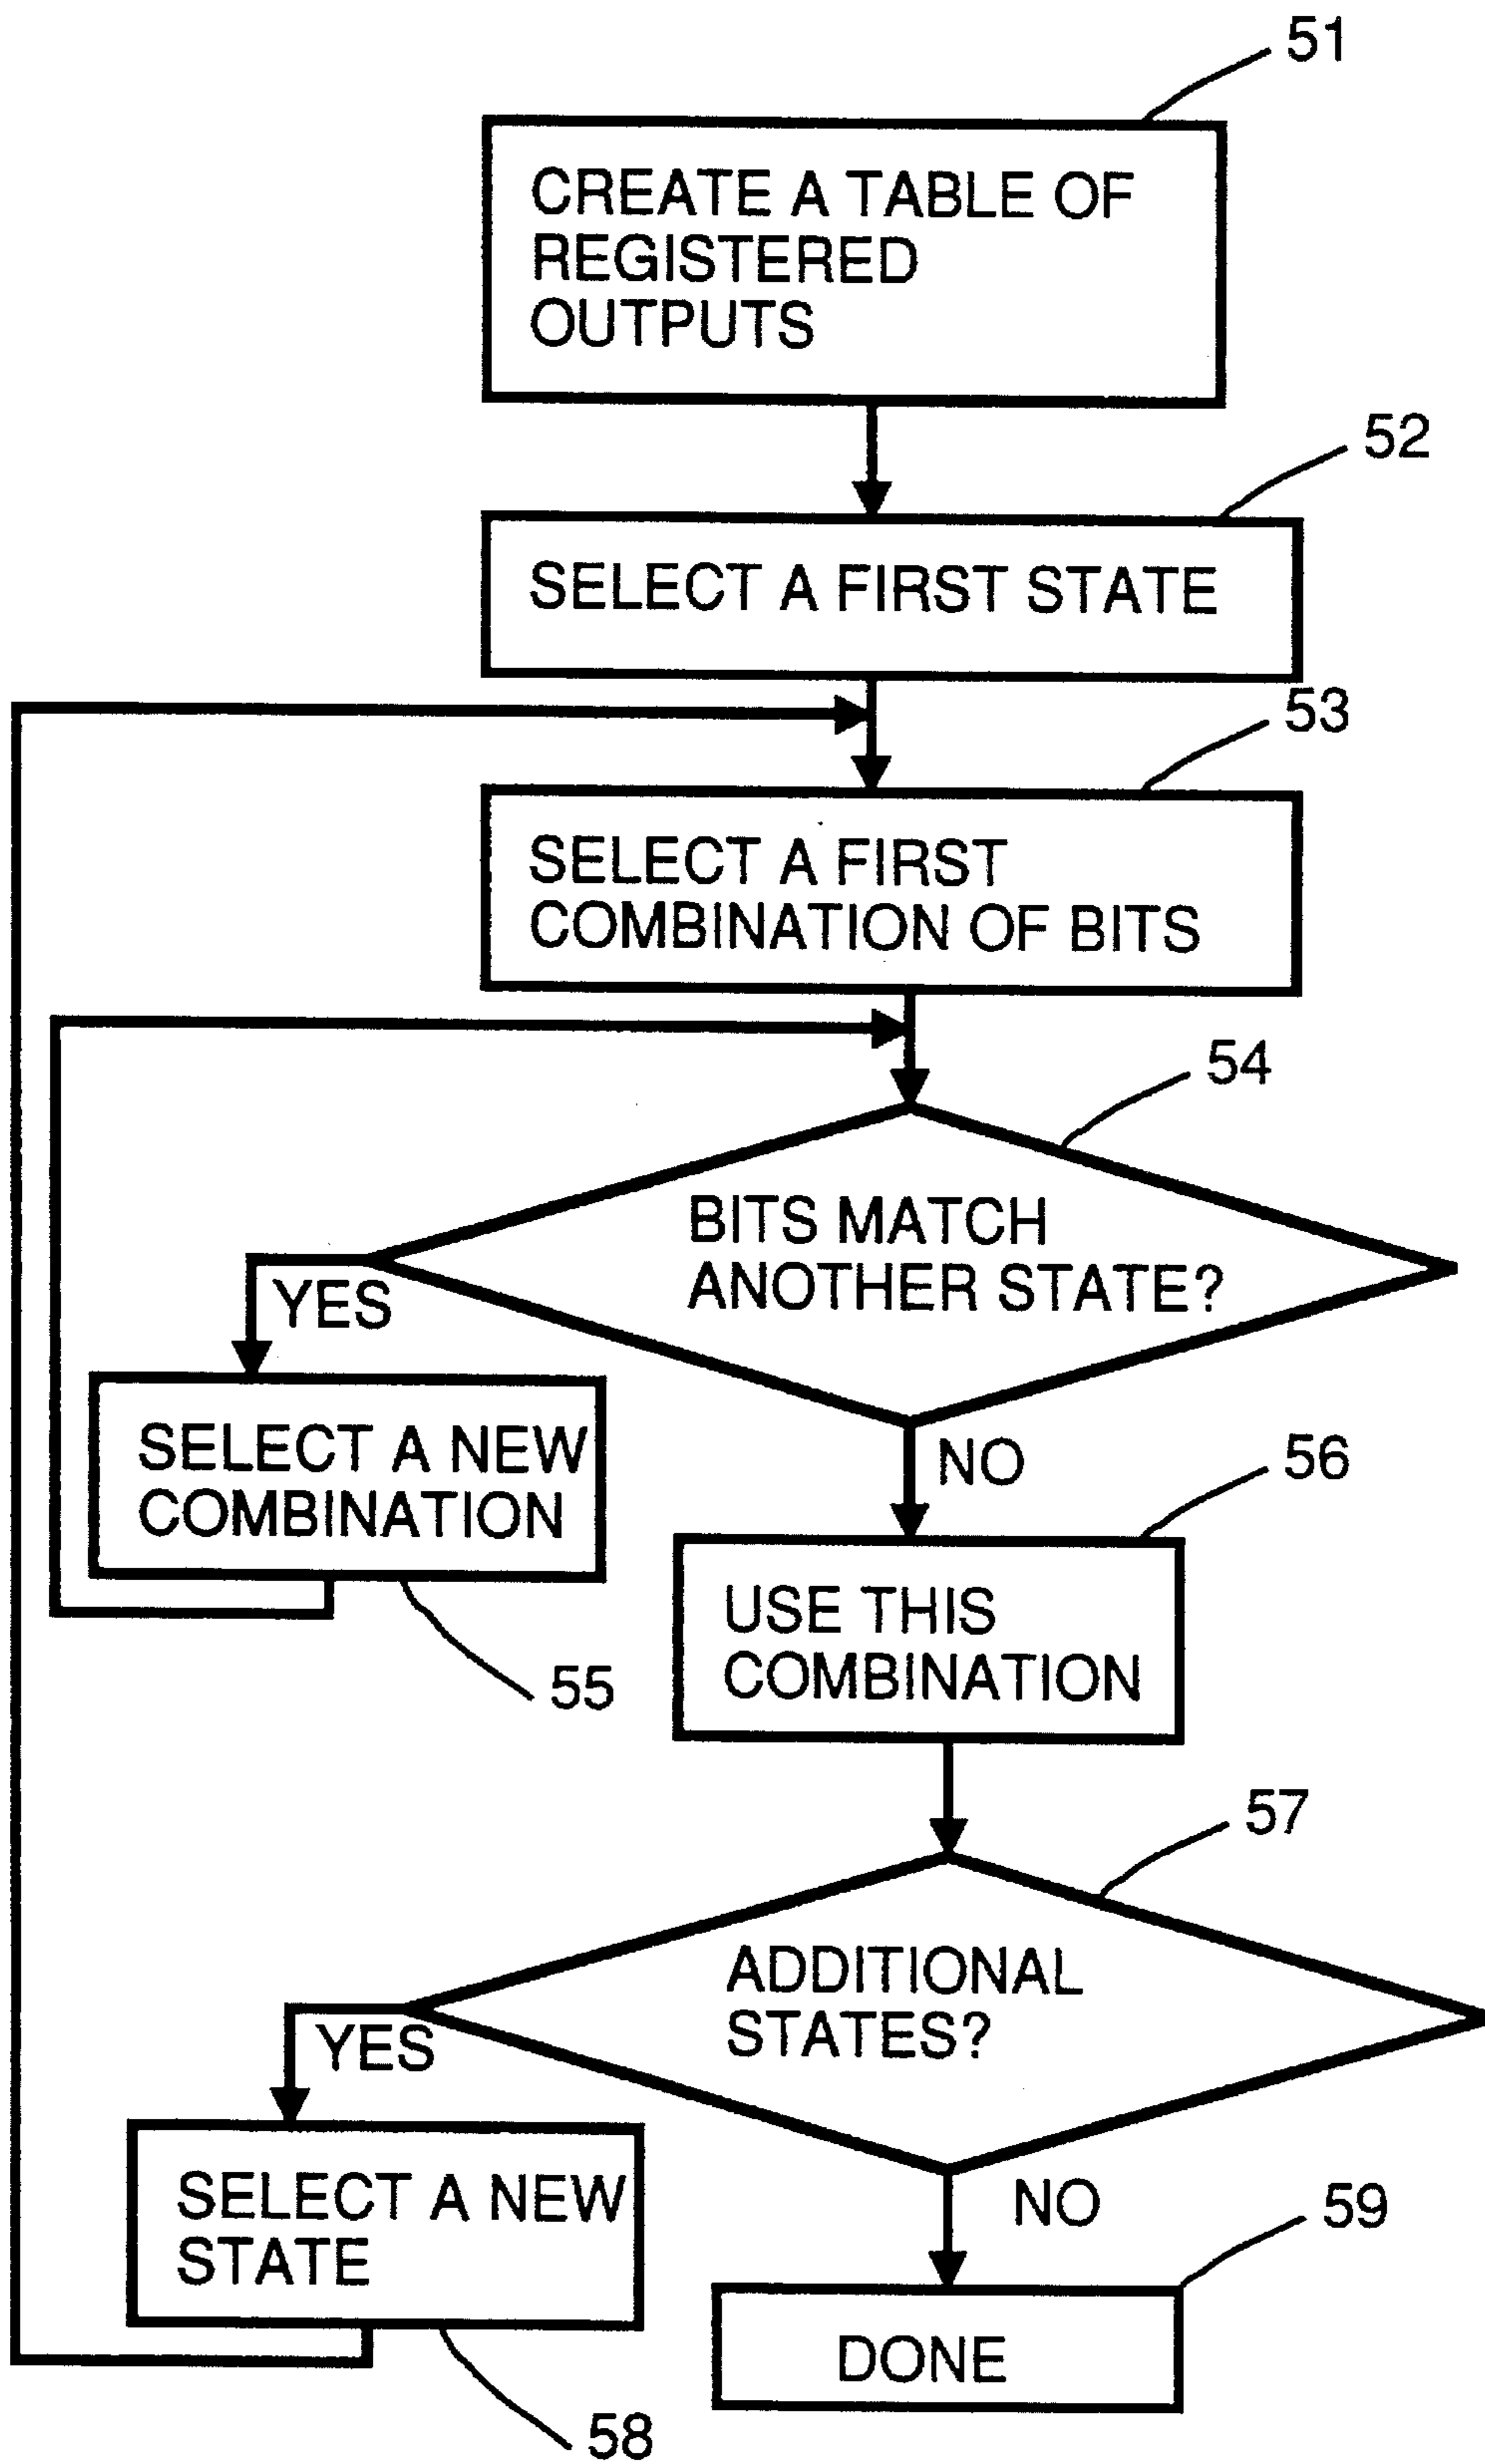 51
CREATE A TABLE OF
REGISTERED
OUTPUTS
52
SELECT A FIRST STATE
53
SELECT A FIRST
COMBINATION OF BITS
54
BITS MATCH
ANOTHER STATE?
YES
SELECT A NEW
COMBINATION
55
NO
56
USE THIS
COMBINATION
57
ADDITIONAL
STATES?
YES
SELECT A NEW
STATE
58
NO
59
DONE